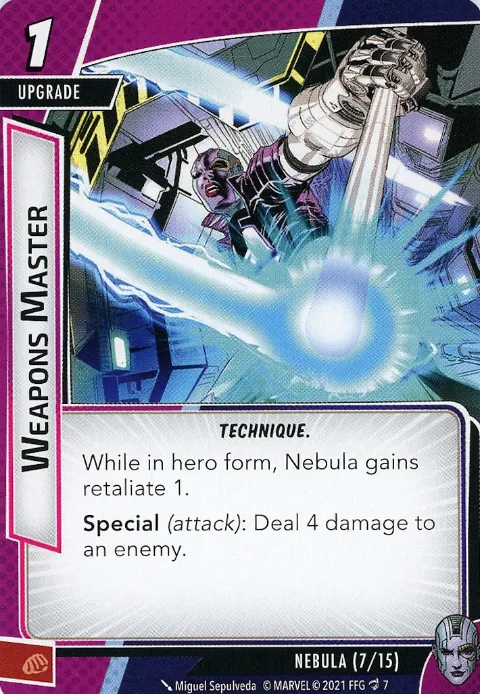 1
UPGRADE
WEAPONS MASTER
TECHNIQUE.
While in hero form, Nebula gains
retaliate 1.
Special (attack): Deal 4 damage to
an enemy.
NEBULA (7/15)
Miguel Sepulveda © MARVEL © 2021 FFG 7